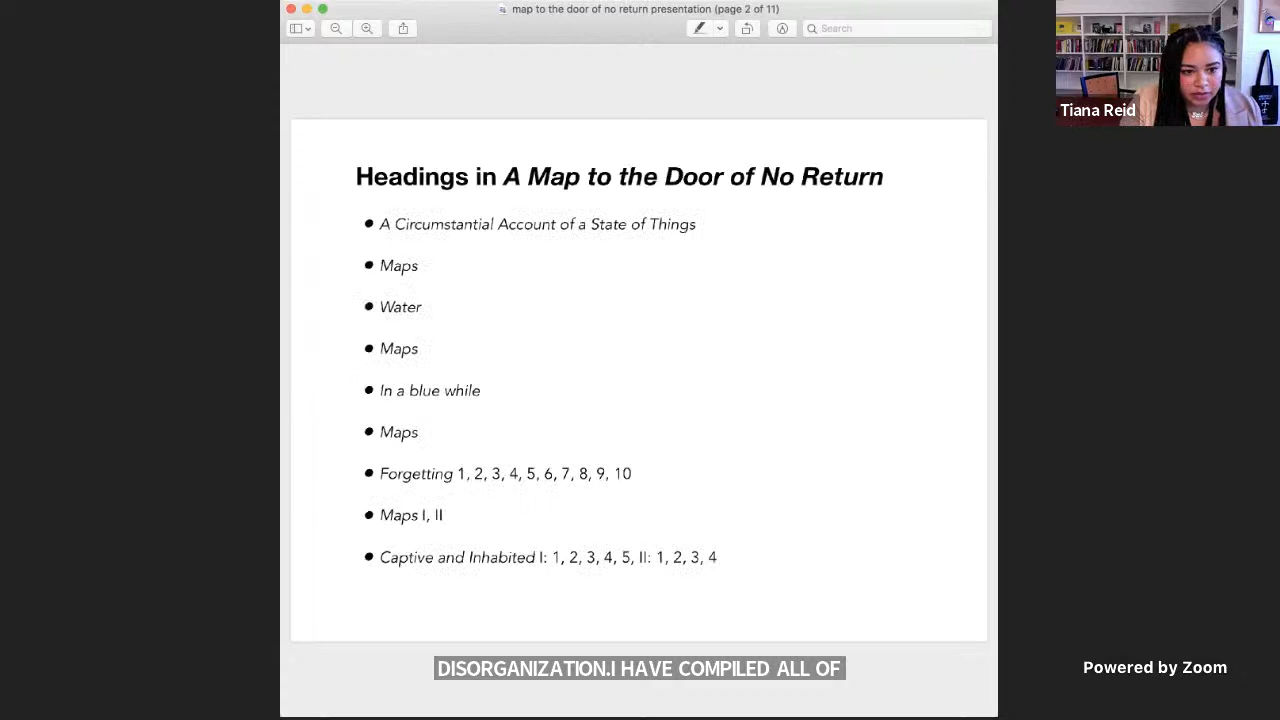 map to the door of no return presentation (page 2 of 11)
Search
Tiana Reid
Headings in A Map to the Door of No Return
• A Circumstantial Account of a State of Things
• Maps
• Water
• Maps
• In a blue while
• Maps
• Forgetting 1, 2, 3, 4, 5, 6, 7, 8, 9, 10
• Maps I, II
• Captive and Inhabited I: 1, 2, 3, 4, 5, II: 1, 2, 3, 4
DISORGANIZATION.I HAVE COMPILED ALL OF
Powered by Zoom